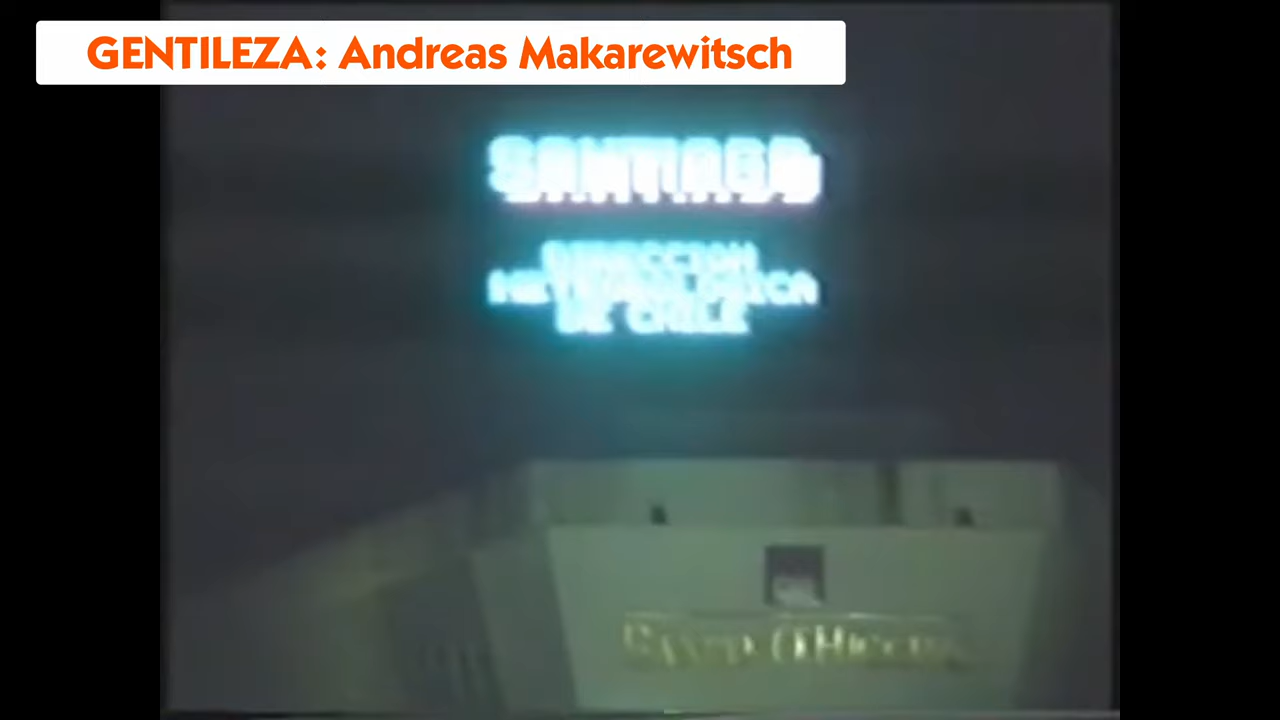 GENTILEZA: Andreas Makarewitsch
SANTIAGO
DIRECCION
METEOROLOGICA
DE CHILE